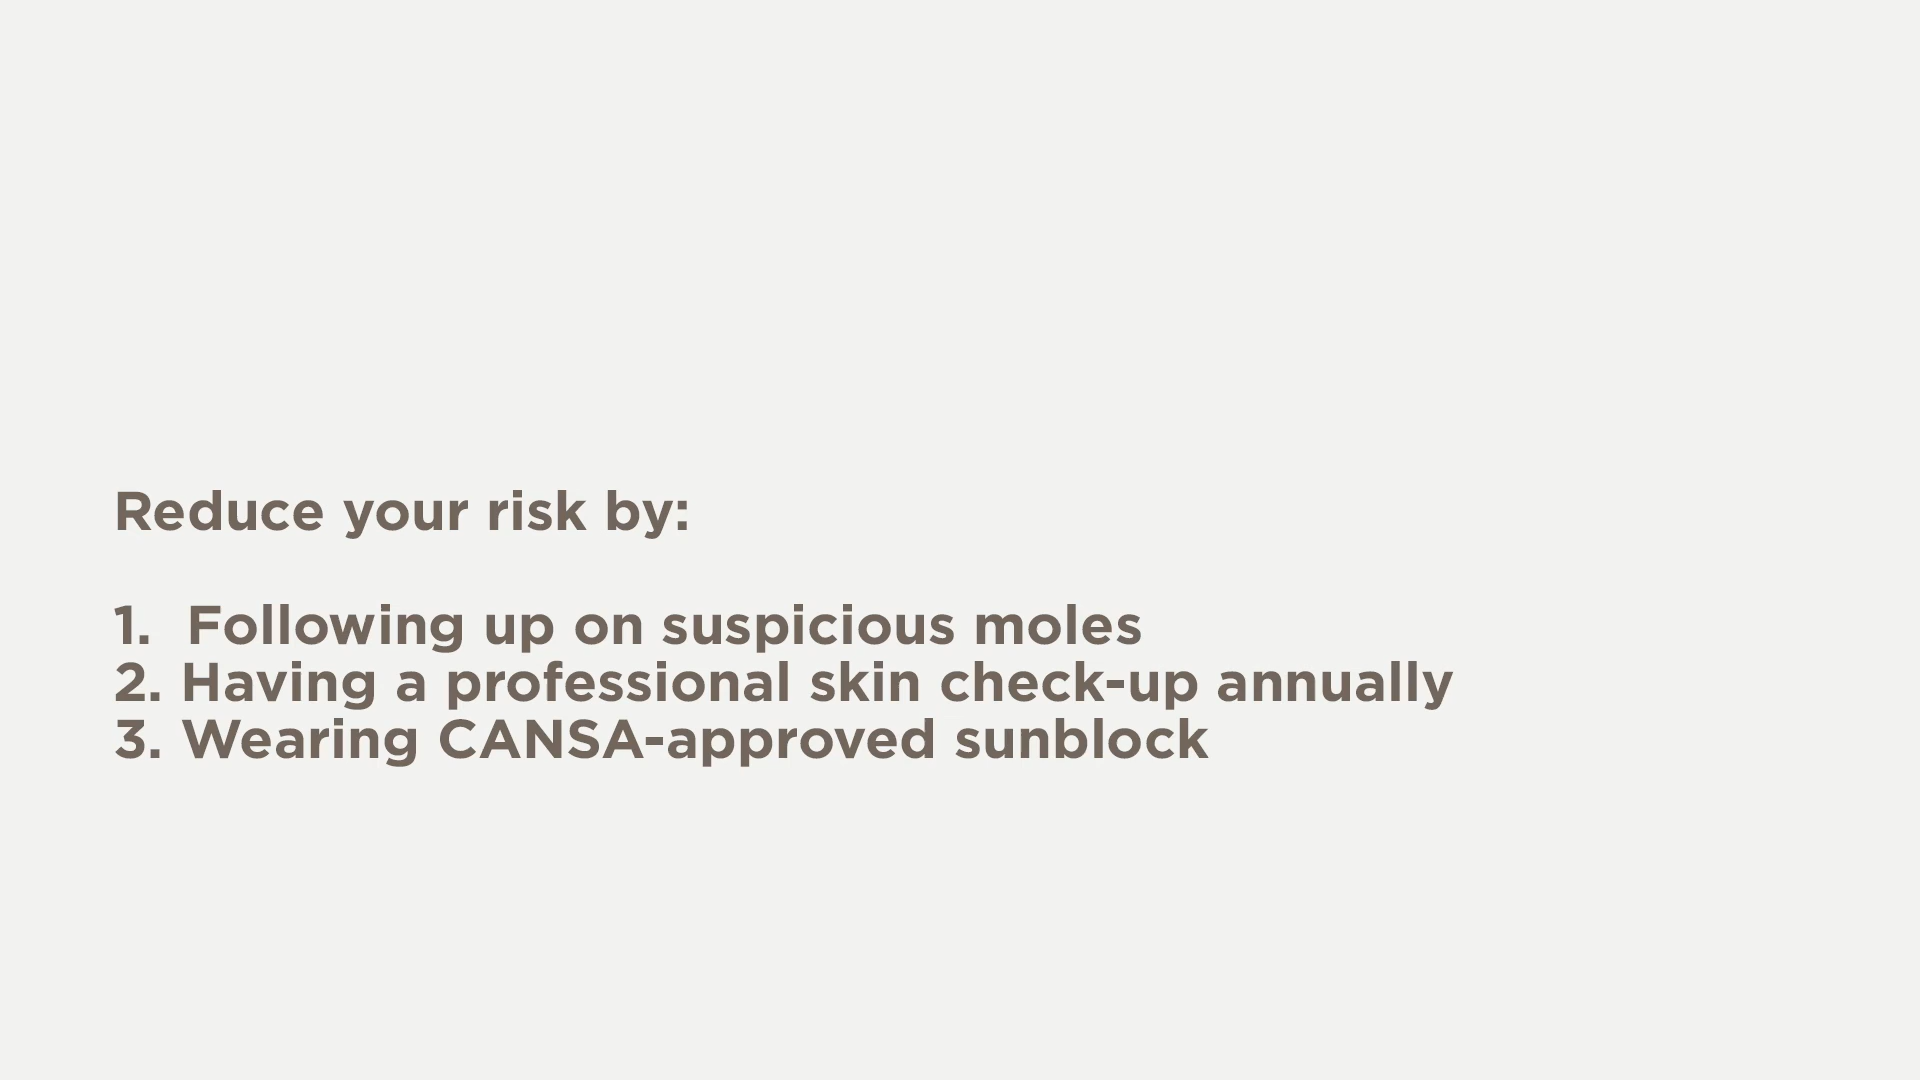 Reduce your risk by:
1. Following up on suspicious moles
2. Having a professional skin check-up annually
3. Wearing CANSA-approved sunblock